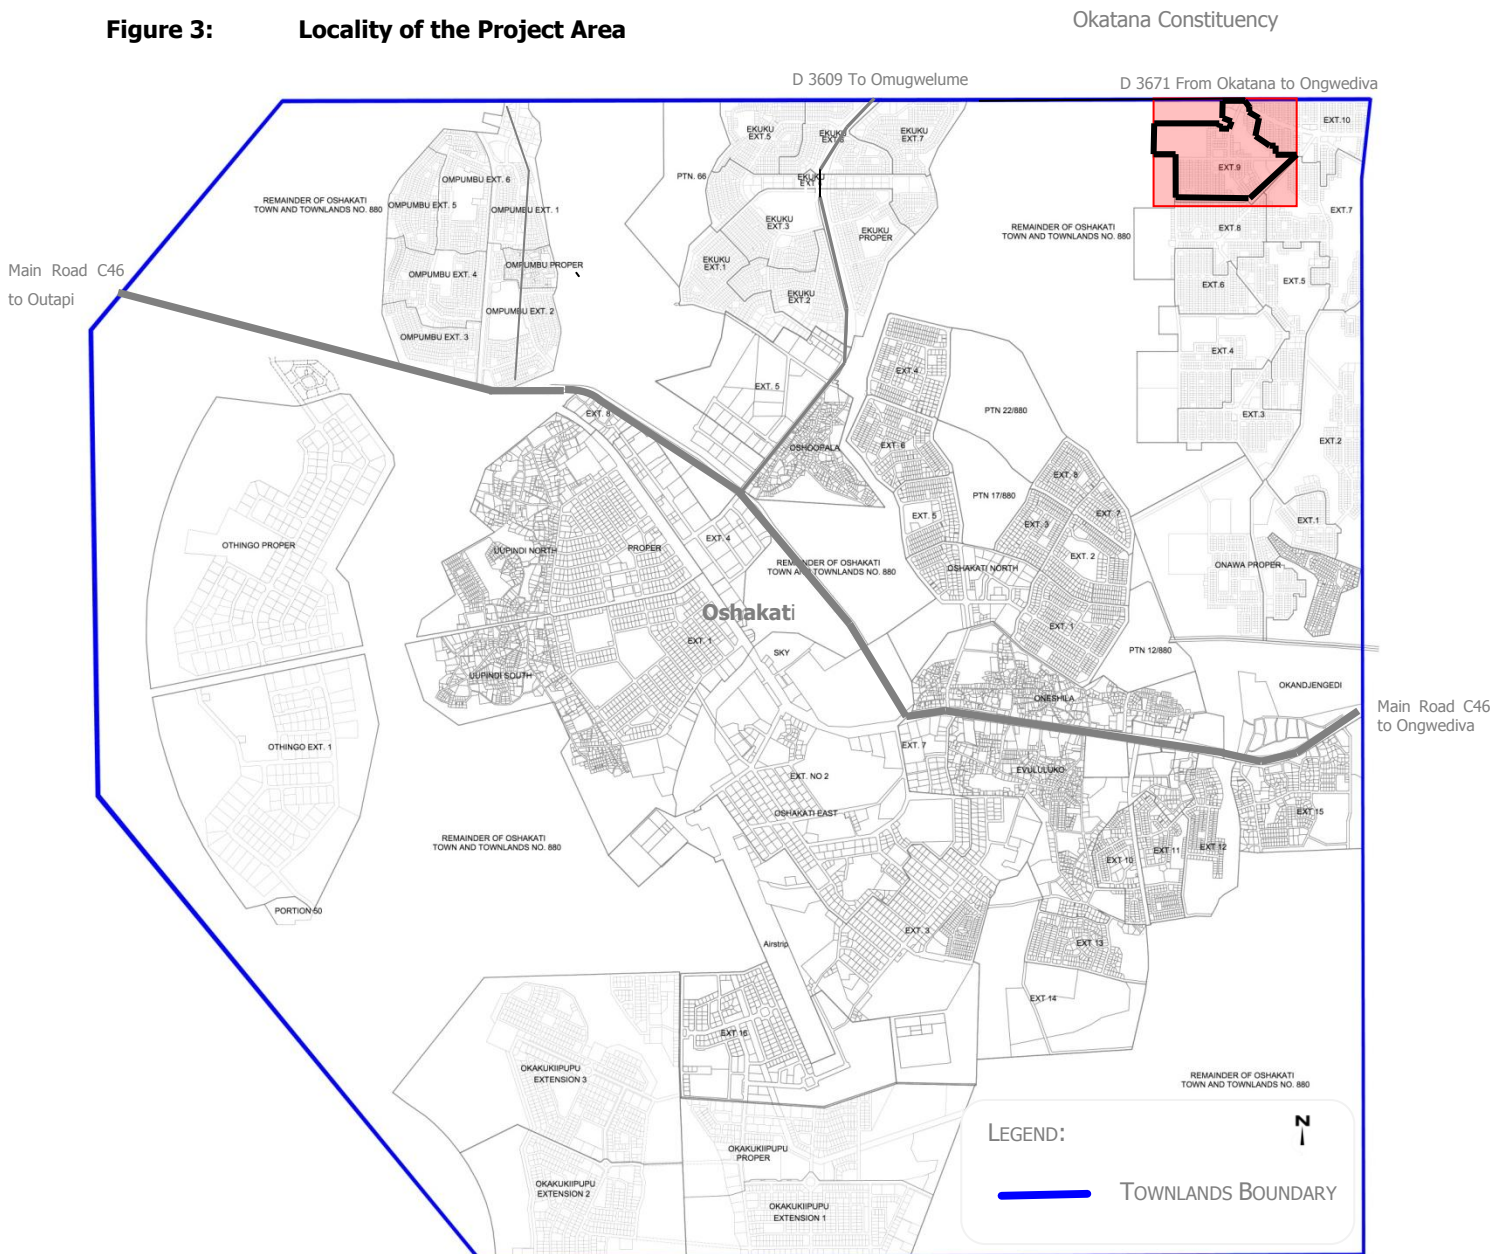 Figure 3: Locality of the Project Area
Okatana Constituency
D 3609 To Omugwelume
D 3671 From Okatana to Ongwediva
EXT.10
EKUKU
EXT.5
EKUKU
EXT.6
EKUKU
EXT.7
EXT.9
OMPUMBU EXT. 6
PTN. 66
EKUKU
EXT
REMAINDER OF OSHAKATI
TOWN AND TOWNLANDS NO. 880
OMPUMBU EXT. 5
OMPUMBU EXT. 1
EKUKU
EXT.3
EKUKU
PROPER
REMAINDER OF OSHAKATI
TOWN AND TOWNLANDS NO. 880
EXT.7
EXT.8
Main Road C46
to Outapi
OMPUMBU EXT. 4
OMPUMBU PROPER
EKUKU
EXT.1
EKUKU
EXT.2
EXT.6
EXT.5
OMPUMBU EXT. 2
OMPUMBU EXT. 3
EXT.4
EXT. 5
EXT.4
EXT. 8
PTN 22/880
EXT.3
OSHOOPALA
EXT. 6
EXT.2
EXT. 8
PTN 17/880
EXT. 5
EXT. 3
EXT. 7
EXT.1
OTHINGO PROPER
UUPINDI NORTH
PROPER
EXT. 4
EXT. 2
REMAINDER OF OSHAKATI
TOWN AND TOWNLANDS NO. 880
OSHAKATI NORTH
ONAWA PROPER
Oshakati
EXT. 1
EXT. 1
SKY
PTN 12/880
UUPINDI SOUTH
ONESHILA
OKANDJENGEDI
Main Road C46
to Ongwediva
OTHINGO EXT. 1
EXT. 7
EXT. NO 2
EVULULUKO
OSHAKATI EAST
EXT 15
REMAINDER OF OSHAKATI
TOWN AND TOWNLANDS NO. 880
EXT 10
EXT 11
EXT 12
PORTION 50
EXT. 3
EXT 13
Airstrip
EXT 14
EXT 16
OKAKUKIIPUPU
EXTENSION 3
REMAINDER OF OSHAKATI
TOWN AND TOWNLANDS NO. 880
LEGEND:
N
OKAKUKIIPUPU
PROPER
OKAKUKIIPUPU
EXTENSION 2
TOWNLANDS BOUNDARY
OKAKUKIIPUPU
EXTENSION 1